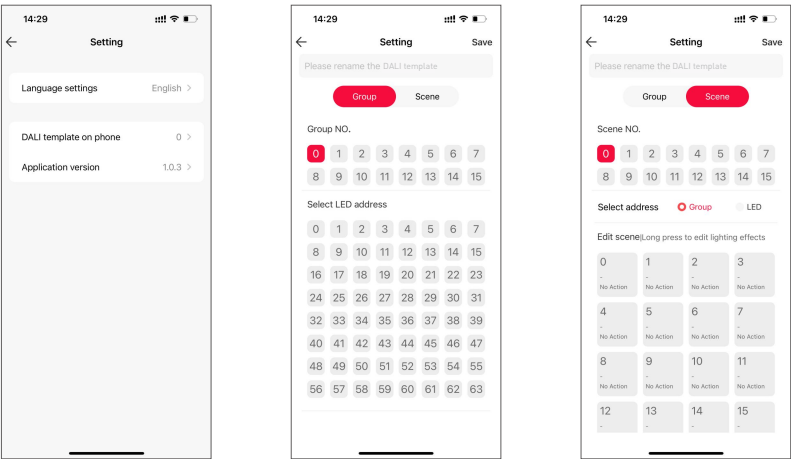 14:29
Setting
Language settings English >
DALI template on phone 0 >
Application version 1.0.3 >
14:29
Setting Save
Please rename the DALI template
Group Scene
Group NO.
0 1 2 3 4 5 6 7
8 9 10 11 12 13 14 15
Select LED address
0 1 2 3 4 5 6 7
8 9 10 11 12 13 14 15
16 17 18 19 20 21 22 23
24 25 26 27 28 29 30 31
32 33 34 35 36 37 38 39
40 41 42 43 44 45 46 47
48 49 50 51 52 53 54 55
56 57 58 59 60 61 62 63
14:29
Setting Save
Please rename the DALI template
Group Scene
Scene NO.
0 1 2 3 4 5 6 7
8 9 10 11 12 13 14 15
Select address Group LED
Edit scene|Long press to edit lighting effects
0 1 2 3
- - - -
No Action No Action No Action No Action
4 5 6 7
- - - -
No Action No Action No Action No Action
8 9 10 11
- - - -
No Action No Action No Action No Action
12 13 14 15
- - - -